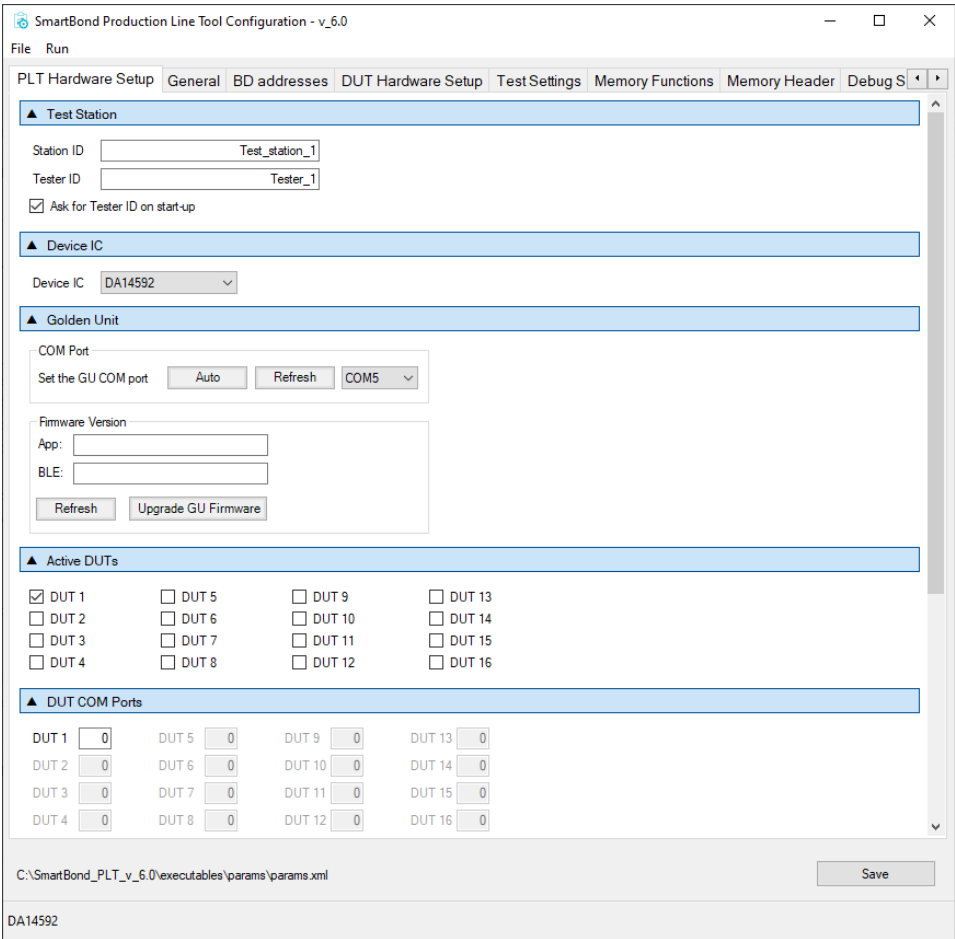 SmartBond Production Line Tool Configuration - v_6.0
File Run
PLT Hardware Setup General BD addresses DUT Hardware Setup Test Settings Memory Functions Memory Header Debug S
Test Station
Station ID Test_station_1
Tester ID Tester_1
Ask for Tester ID on start-up
Device IC
Device IC DA14592
Golden Unit
COM Port
Set the GU COM port Auto Refresh COM5
Firmware Version
App:
BLE:
Refresh Upgrade GU Firmware
Active DUTs
DUT 1 DUT 5 DUT 9 DUT 13
DUT 2 DUT 6 DUT 10 DUT 14
DUT 3 DUT 7 DUT 11 DUT 15
DUT 4 DUT 8 DUT 12 DUT 16
DUT COM Ports
DUT 1 0 DUT 5 0 DUT 9 0 DUT 13 0
DUT 2 0 DUT 6 0 DUT 10 0 DUT 14 0
DUT 3 0 DUT 7 0 DUT 11 0 DUT 15 0
DUT 4 0 DUT 8 0 DUT 12 0 DUT 16 0
C:\SmartBond_PLT_v_6.0\executables\params\params.xml Save
DA14592